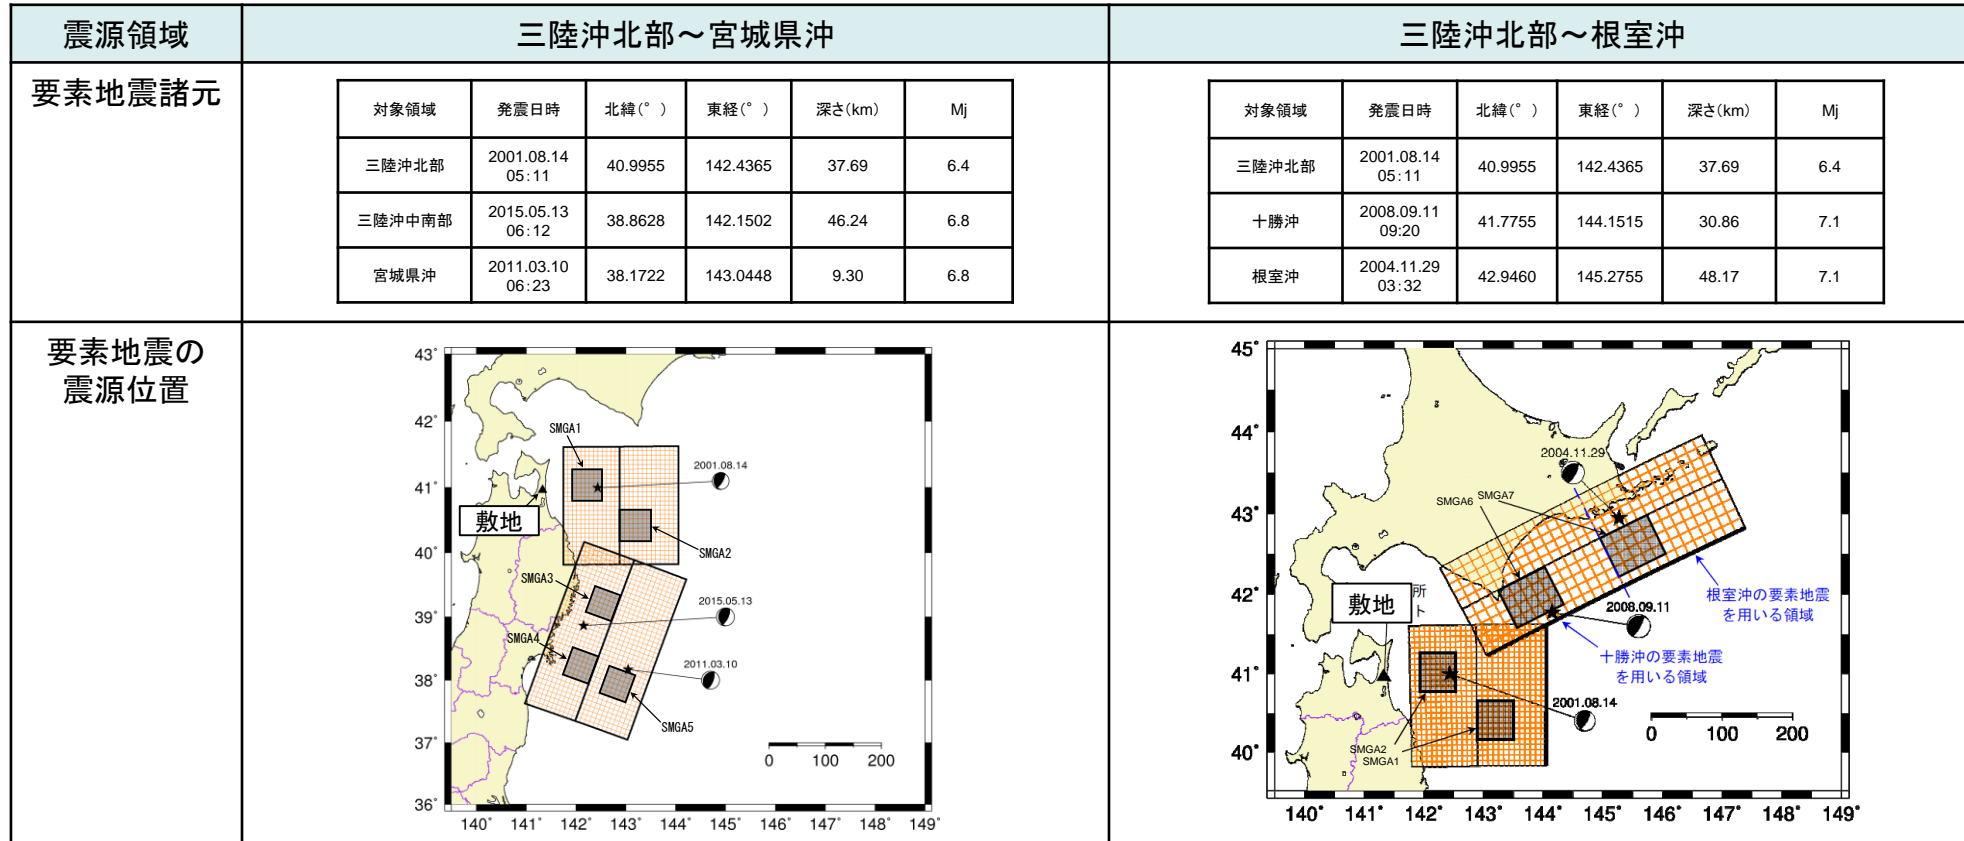 震源領域
三陸沖北部～宮城県沖
三陸沖北部～根室沖
要素地震諸元
対象領域 発震日時 北緯(°) 東経(°) 深さ(km) Mj
三陸沖北部 2001.08.14 05:11 40.9955 142.4365 37.69 6.4
三陸沖中南部 2015.05.13 06:12 38.8628 142.1502 46.24 6.8
宮城県沖 2011.03.10 06:23 38.1722 143.0448 9.30 6.8
対象領域 発震日時 北緯(°) 東経(°) 深さ(km) Mj
三陸沖北部 2001.08.14 05:11 40.9955 142.4365 37.69 6.4
十勝沖 2008.09.11 09:20 41.7755 144.1515 30.86 7.1
根室沖 2004.11.29 03:32 42.9460 145.2755 48.17 7.1
要素地震の
震源位置
43°
42°
41°
40°
39°
38°
37°
36°
SMGA1
2001.08.14
敷地
SMGA2
SMGA3
2015.05.13
SMGA4
2011.03.10
SMGA5
0 100 200
140° 141° 142° 143° 144° 145° 146° 147° 148° 149°
45°
44°
43°
42°
41°
40°
2004.11.29
SMGA6
SMGA7
根室沖の要素地震
を用いる領域
敷地
所
ト
2008.09.11
十勝沖の要素地震
を用いる領域
2001.08.14
SMGA2
SMGA1
0 100 200
140° 141° 142° 143° 144° 145° 146° 147° 148° 149°